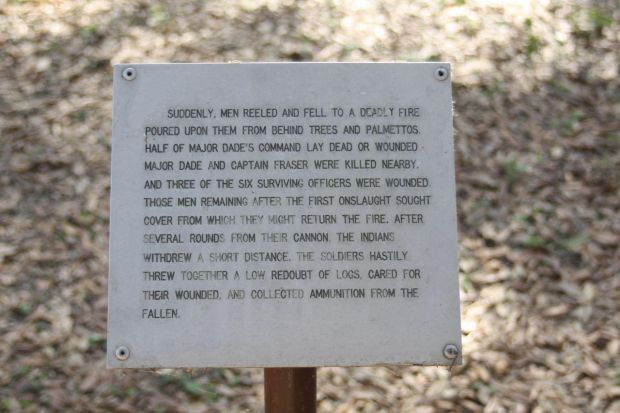 SUDDENLY, MEN REELED AND FELL TO A DEADLY FIRE
POURED UPON THEM FROM BEHIND TREES AND PALMETTOS.
HALF OF MAJOR DADE'S COMMAND LAY DEAD OR WOUNDED.
MAJOR DADE AND CAPTAIN FRASER WERE KILLED NEARBY,
AND THREE OF THE SIX SURVIVING OFFICERS WERE WOUNDED.
THOSE MEN REMAINING AFTER THE FIRST ONSLAUGHT SOUGHT
COVER FROM WHICH THEY MIGHT RETURN THE FIRE. AFTER
SEVERAL ROUNDS FROM THEIR CANNON, THE INDIANS
WITHDREW A SHORT DISTANCE. THE SOLDIERS HASTILY
THREW TOGETHER A LOW REDOUBT OF LOGS, CARED FOR
THEIR WOUNDED, AND COLLECTED AMMUNITION FROM THE
FALLEN.